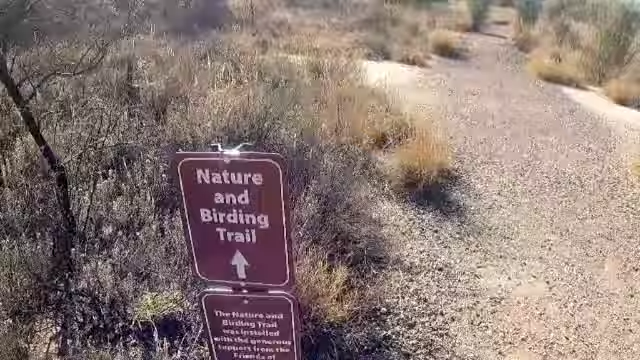 Nature
and
Birding
Trail
The Nature and
Birding Trail
was installed
with the generous
support from the
Friends of